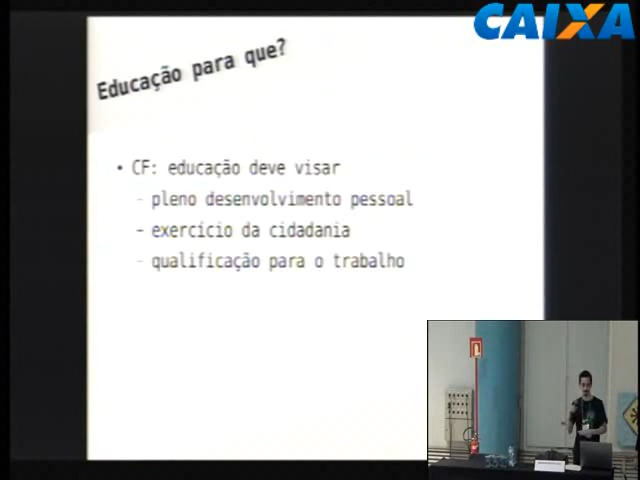 CAIXA
Educação para que?
• CF: educação deve visar
- pleno desenvolvimento pessoal
- exercício da cidadania
- qualificação para o trabalho